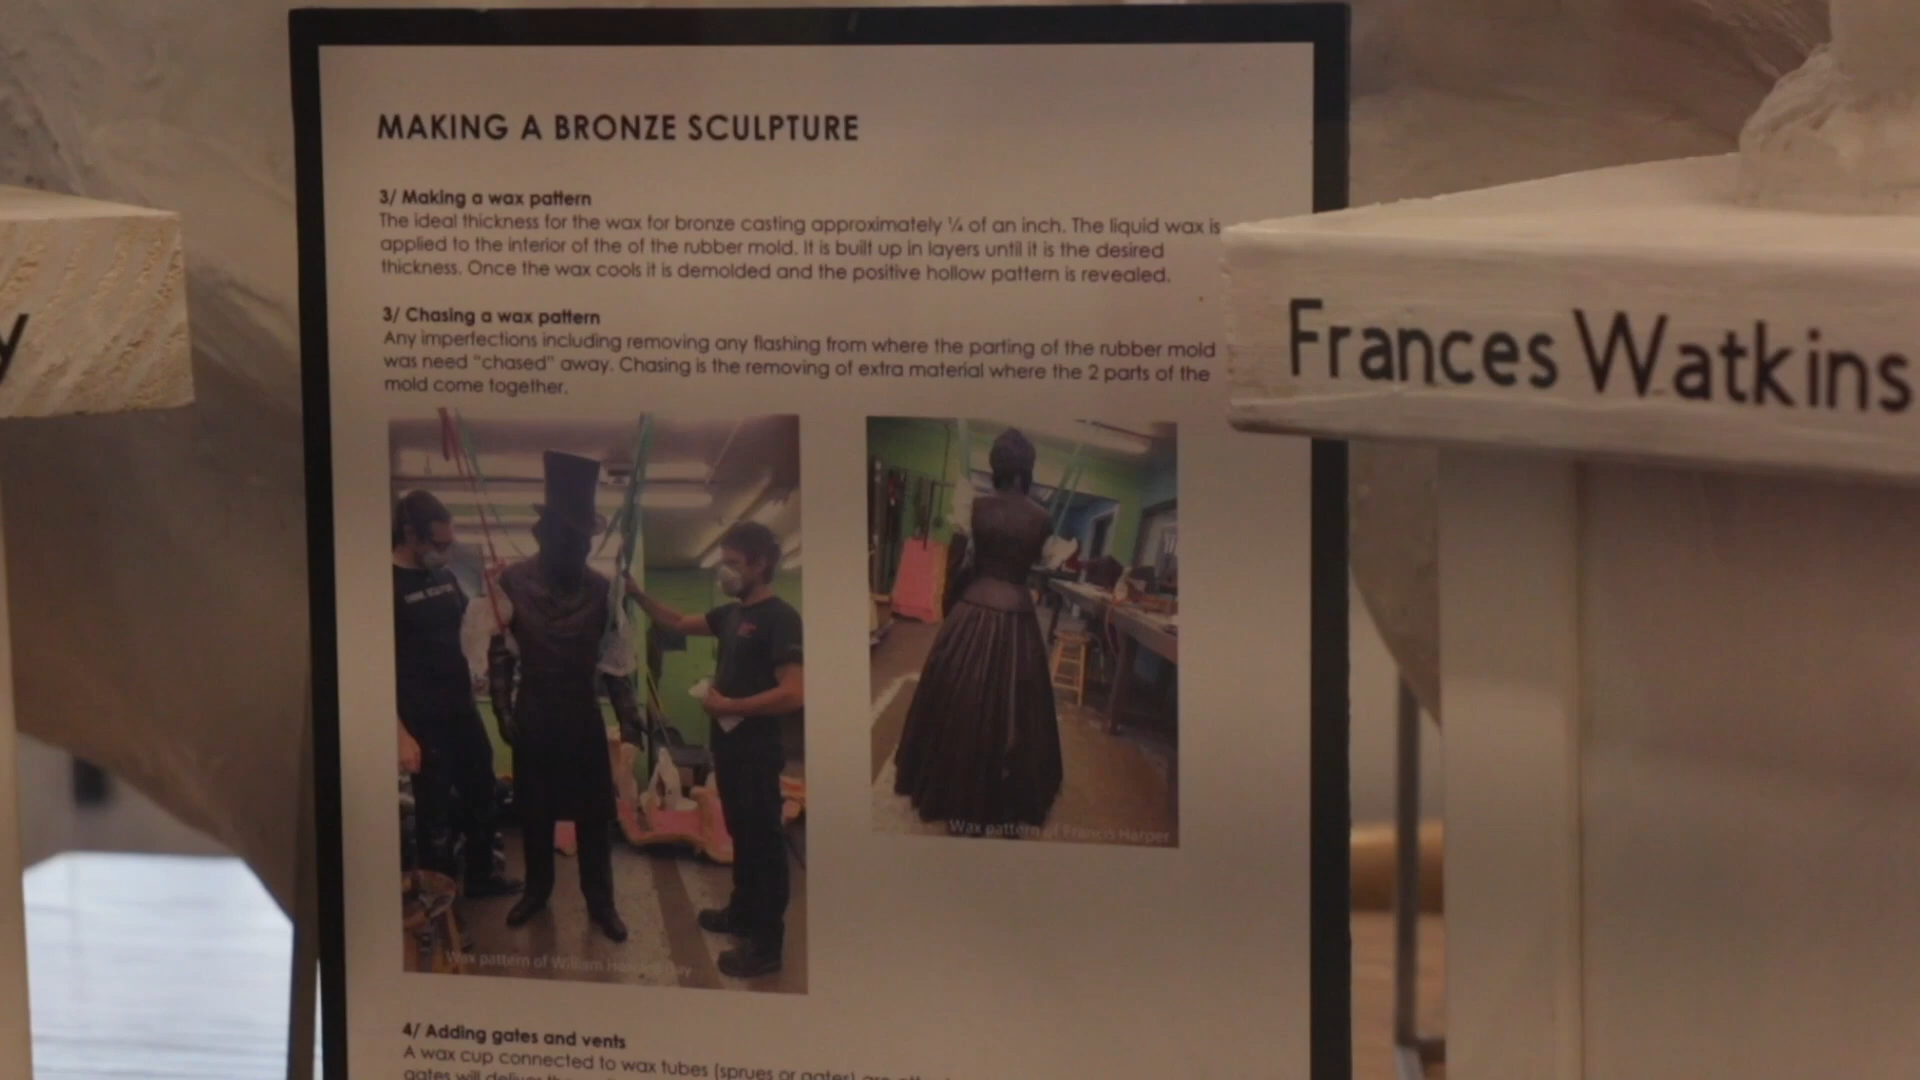 MAKING A BRONZE SCULPTURE
3/ Making a wax pattern
The ideal thickness for the wax for bronze casting approximately ¼ of an inch. The liquid wax is
applied to the interior of the of the rubber mold. It is built up in layers until it is the desired
thickness. Once the wax cools it is demolded and the positive hollow pattern is revealed.
3/ Chasing a wax pattern
Any imperfections including removing any flashing from where the parting of the rubber mold
was need "chased" away. Chasing is the removing of extra material where the 2 parts of the
mold come together.
Wax pattern of William Howard Day
Wax pattern of Francis Harper
4/ Adding gates and vents
A wax cup connected to wax tubes (sprues or gates) are
gates will deliver
Frances Watkins
y